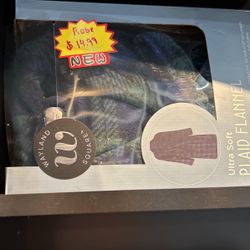 Robe
$14.99
NEW
WAYLAND
W
SQUARE
Ultra Soft
PLAID FLANNEL